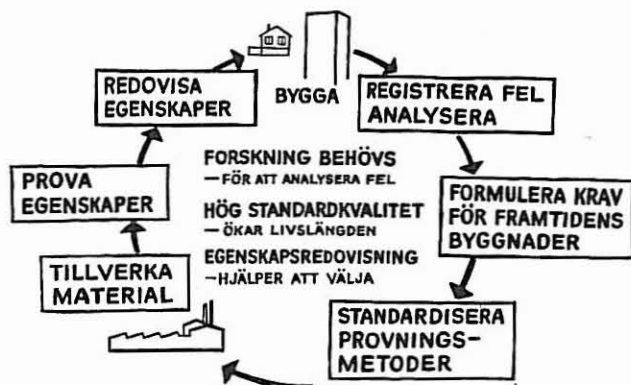 BYGGA
REGISTRERA FEL
ANALYSERA
FORMULERA KRAV
FÖR FRAMTIDENS
BYGGNADER
STANDARDISERA
PROVNINGS-
METODER
TILLVERKA
MATERIAL
PROVA
EGENSKAPER
REDOVISA
EGENSKAPER
FORSKNING BEHÖVS
—FÖR ATT ANALYSERA FEL
HÖG STANDARDKVALITET
—ÖKAR LIVSLÄNGDEN
EGENSKAPSREDOVISNING
—HJÄLPER ATT VÄLJA